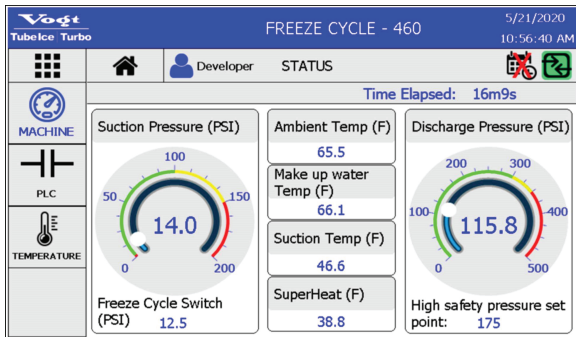 Vogt
TubeIce Turbo
FREEZE CYCLE - 460
5/21/2020
10:56:40 AM
Developer
STATUS
Time Elapsed: 16m9s
MACHINE
PLC
TEMPERATURE
Suction Pressure (PSI)
0
50
100
150
200
14.0
Freeze Cycle Switch
(PSI) 12.5
Ambient Temp (F)
65.5
Make up water
Temp (F)
66.1
Suction Temp (F)
46.6
SuperHeat (F)
38.8
Discharge Pressure (PSI)
0
100
200
300
400
500
115.8
High safety pressure set
point: 175